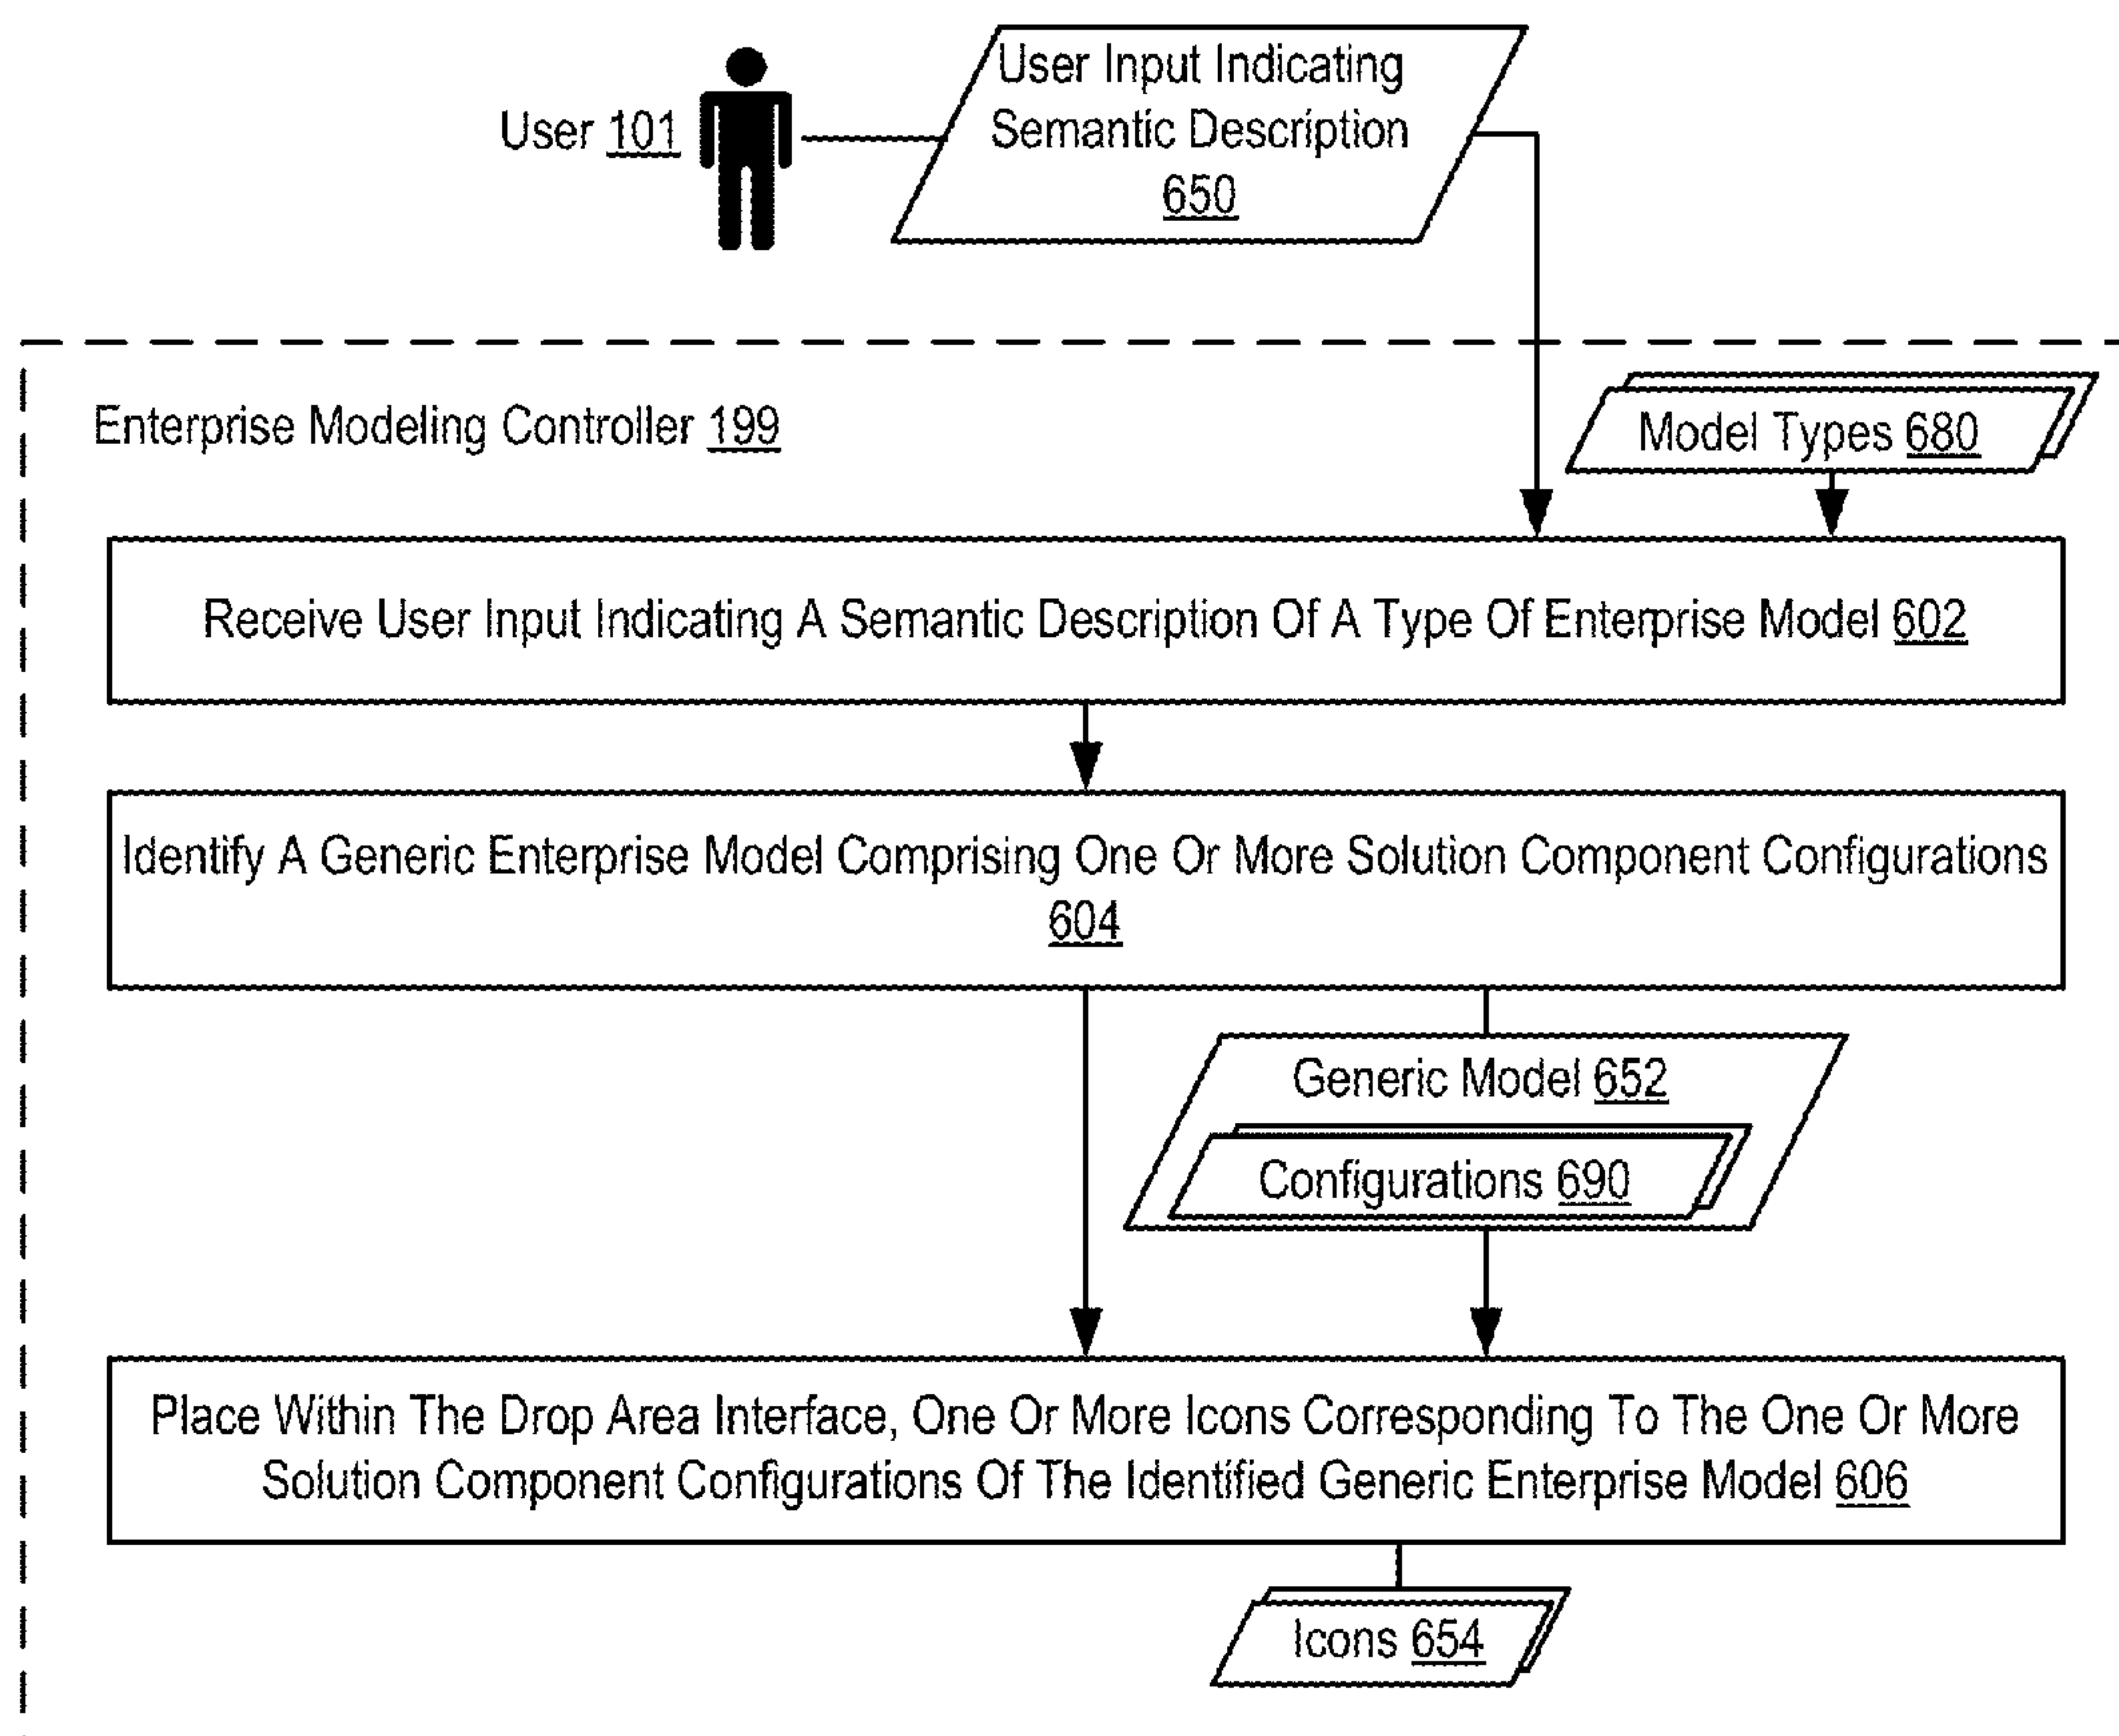 User Input Indicating
Semantic Description
650
User 101
Enterprise Modeling Controller 199
Model Types 680
Receive User Input Indicating A Semantic Description Of A Type Of Enterprise Model 602
Identify A Generic Enterprise Model Comprising One Or More Solution Component Configurations
604
Generic Model 652
Configurations 690
Place Within The Drop Area Interface, One Or More Icons Corresponding To The One Or More
Solution Component Configurations Of The Identified Generic Enterprise Model 606
Icons 654